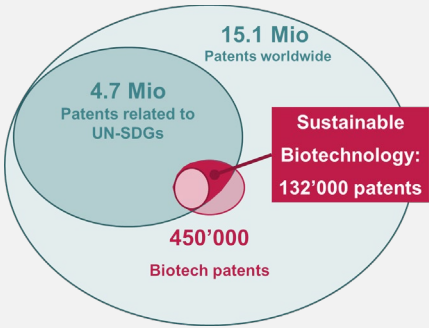 15.1 Mio
Patents worldwide
4.7 Mio
Patents related to
UN-SDGs
Sustainable
Biotechnology:
132’000 patents
450’000
Biotech patents